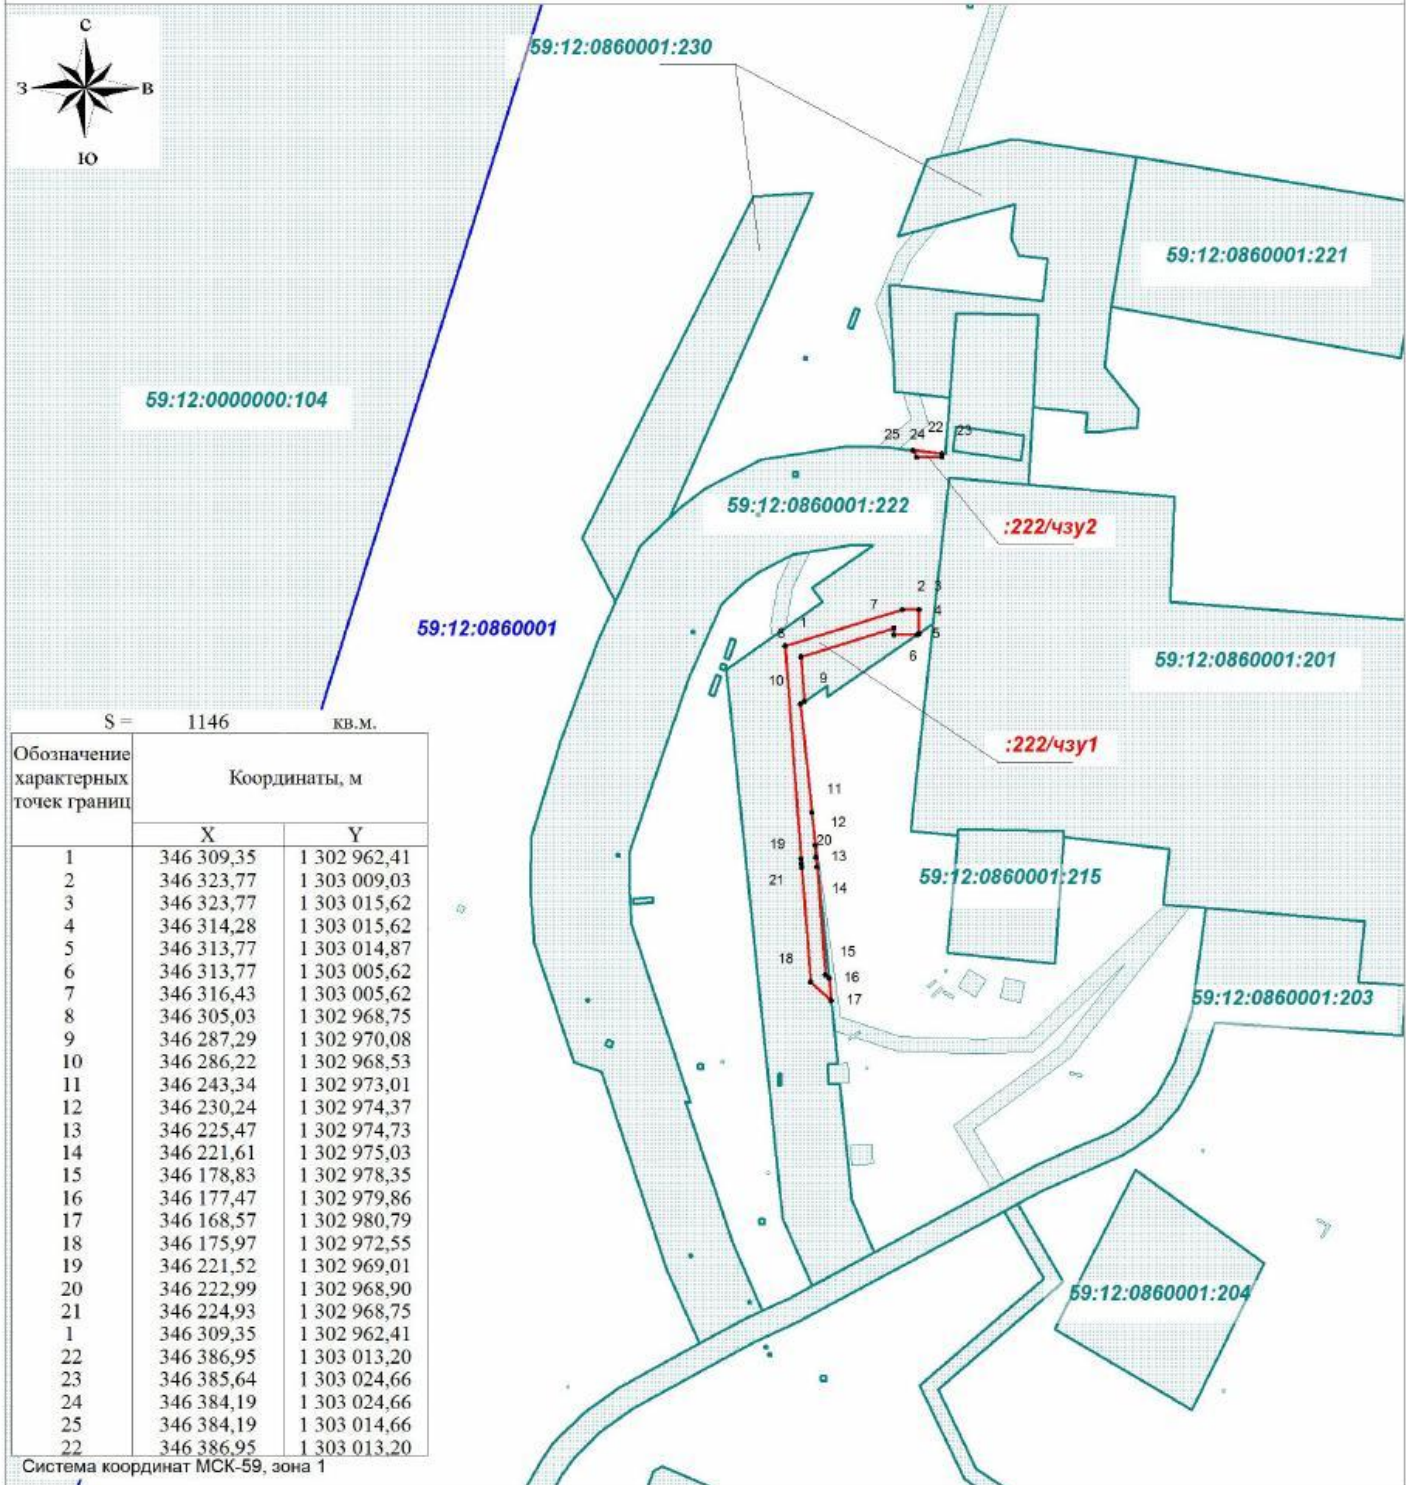 С
З
В
Ю
59:12:0860001:230
59:12:0860001:221
59:12:0000000:104
25 24 22 23
59:12:0860001:222
:222/чзу2
2 3
7 4
1
59:12:0860001
8 5
6
59:12:0860001:201
10 9
:222/чзу1
11
12
19 20
13
21 14
59:12:0860001:215
15
18 16
17
59:12:0860001:203
59:12:0860001:204
S = 1146 кв.м.
Обозначение
характерных
точек границ
Координаты, м
X Y
1 346 309,35 1 302 962,41
2 346 323,77 1 303 009,03
3 346 323,77 1 303 015,62
4 346 314,28 1 303 015,62
5 346 313,77 1 303 014,87
6 346 313,77 1 303 005,62
7 346 316,43 1 303 005,62
8 346 305,03 1 302 968,75
9 346 287,29 1 302 970,08
10 346 286,22 1 302 968,53
11 346 243,34 1 302 973,01
12 346 230,24 1 302 974,37
13 346 225,47 1 302 974,73
14 346 221,61 1 302 975,03
15 346 178,83 1 302 978,35
16 346 177,47 1 302 979,86
17 346 168,57 1 302 980,79
18 346 175,97 1 302 972,55
19 346 221,52 1 302 969,01
20 346 222,99 1 302 968,90
21 346 224,93 1 302 968,75
1 346 309,35 1 302 962,41
22 346 386,95 1 303 013,20
23 346 385,64 1 303 024,66
24 346 384,19 1 303 024,66
25 346 384,19 1 303 014,66
22 346 386,95 1 303 013,20
Система координат МСК-59, зона 1